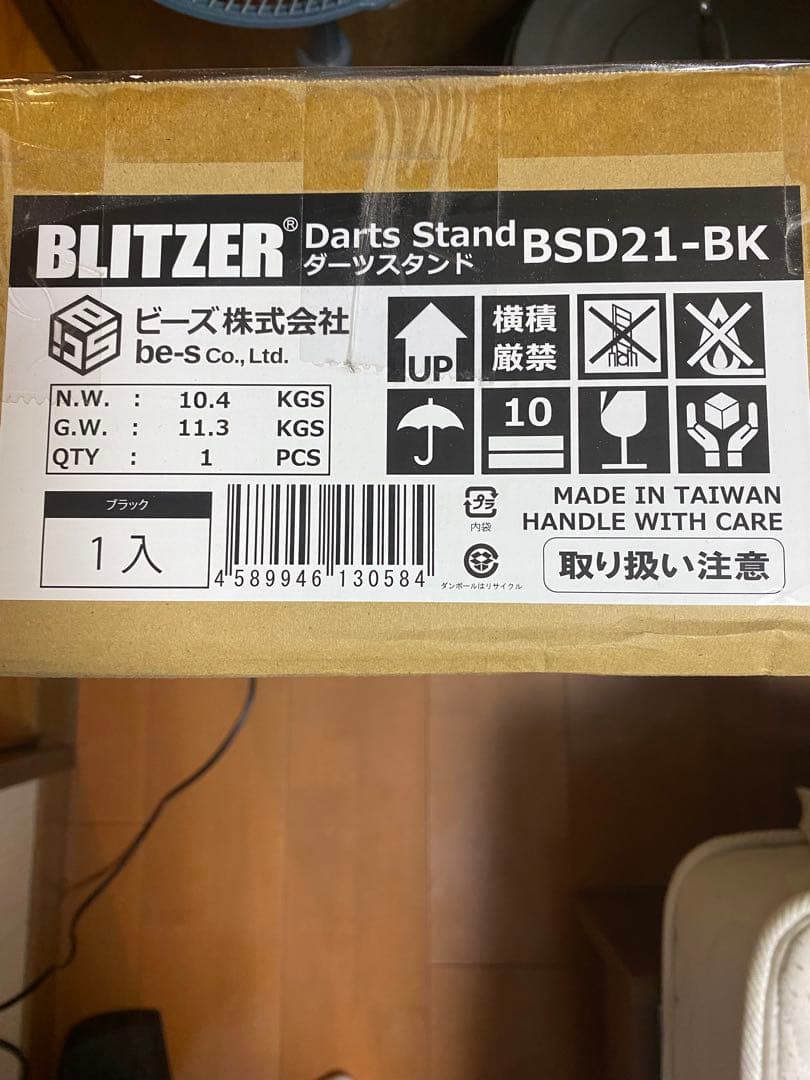 BLITZER® Darts Stand BSD21-BK
ダーツスタンド
ビーズ株式会社
be-s Co., Ltd.
N.W. : 10.4 KGS
G.W. : 11.3 KGS
QTY : 1 PCS
UP
横積
厳禁
10
ブラック
1入
4 589946 130584
プラ
内袋
ダンボールはリサイクル
MADE IN TAIWAN
HANDLE WITH CARE
取り扱い注意